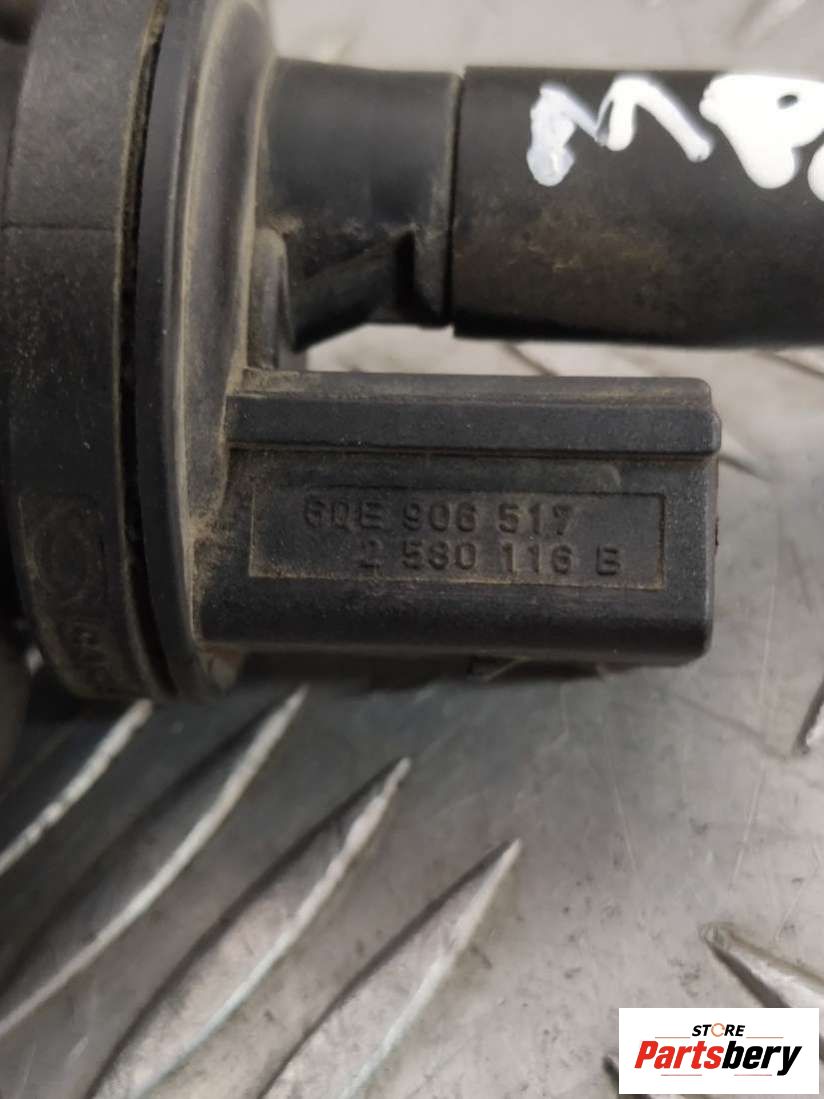 6QE 906 517
2 580 116 B
STORE
Partsbery